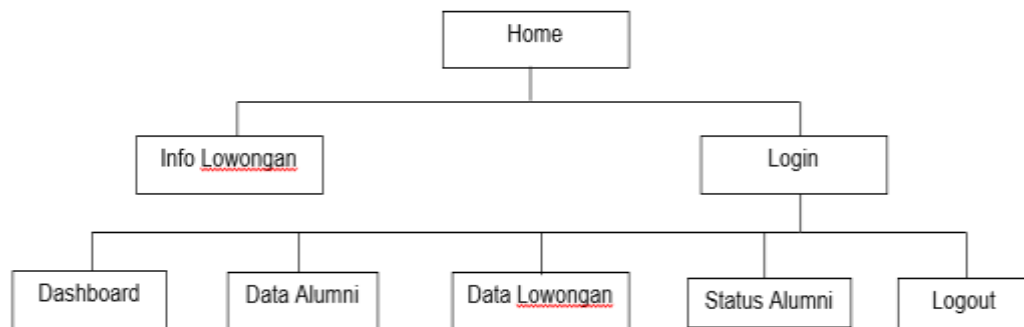 Home
Info Lowongan
Login
Dashboard
Data Alumni
Data Lowongan
Status Alumni
Logout